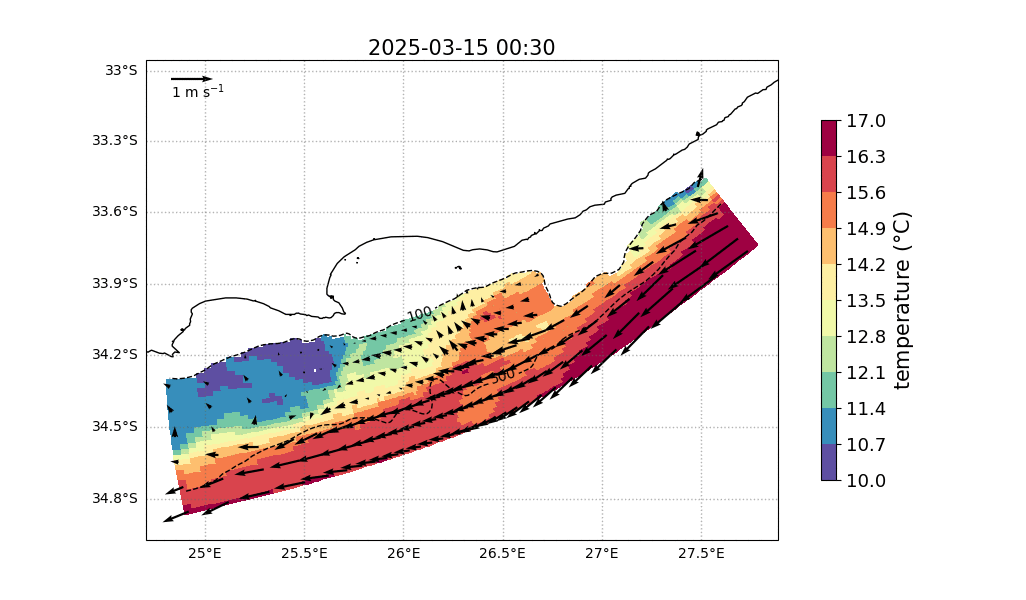 2025-03-15 00:30
1 m s⁻¹
33°S
33.3°S
33.6°S
33.9°S
34.2°S
34.5°S
34.8°S
100
500
25°E
25.5°E
26°E
26.5°E
27°E
27.5°E
17.0
16.3
15.6
14.9
14.2
13.5
12.8
12.1
11.4
10.7
10.0
temperature (°C)